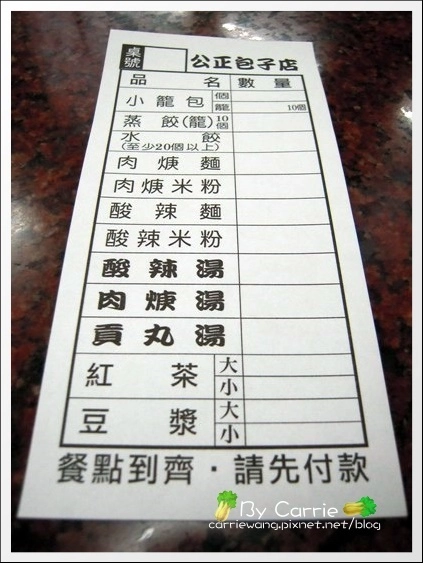 桌號 公正包子店
品名 數量
小籠包 個
籠 10個
蒸餃(籠) 10個
水餃
(至少20個以上)
肉焿麵
肉焿米粉
酸辣麵
酸辣米粉
酸辣湯
肉焿湯
貢丸湯
紅茶 大
小
豆漿 大
小
餐點到齊・請先付款
By Carrie
carriewang.pixnet.net/blog